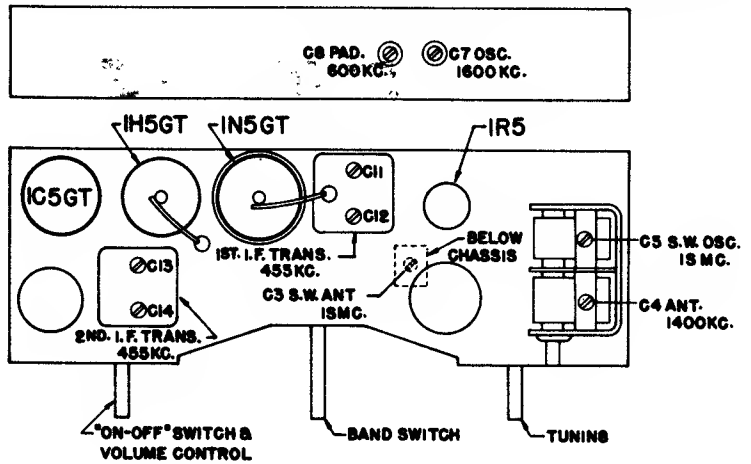 C8 PAD.
600KC.
C7 OSC.
1600KC.
1H5GT
1N5GT
1R5
1C5GT
C11
C12
1ST. I.F. TRANS.
455KC.
BELOW
CHASSIS
C5 S.W. OSC.
15 MC.
C13
C14
C3 S.W. ANT
15MC.
C4 ANT.
1400KC.
2ND. I.F. TRANS.
455KC.
"ON-OFF" SWITCH &
VOLUME CONTROL
BAND SWITCH
TUNING